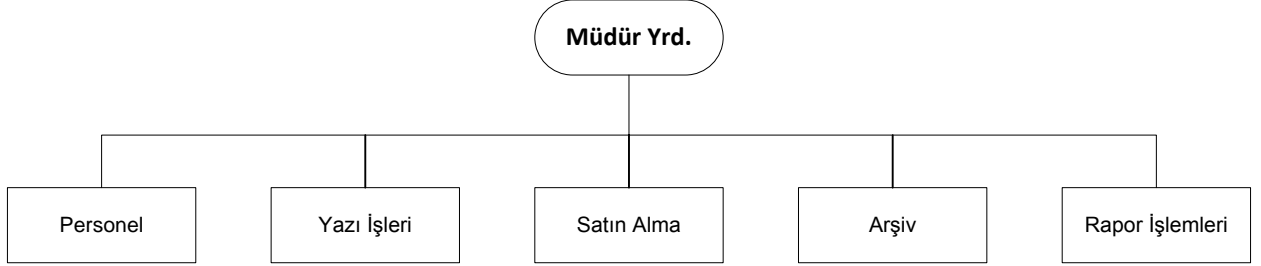 Müdür Yrd.
Personel
Yazı İşleri
Satın Alma
Arşiv
Rapor İşlemleri